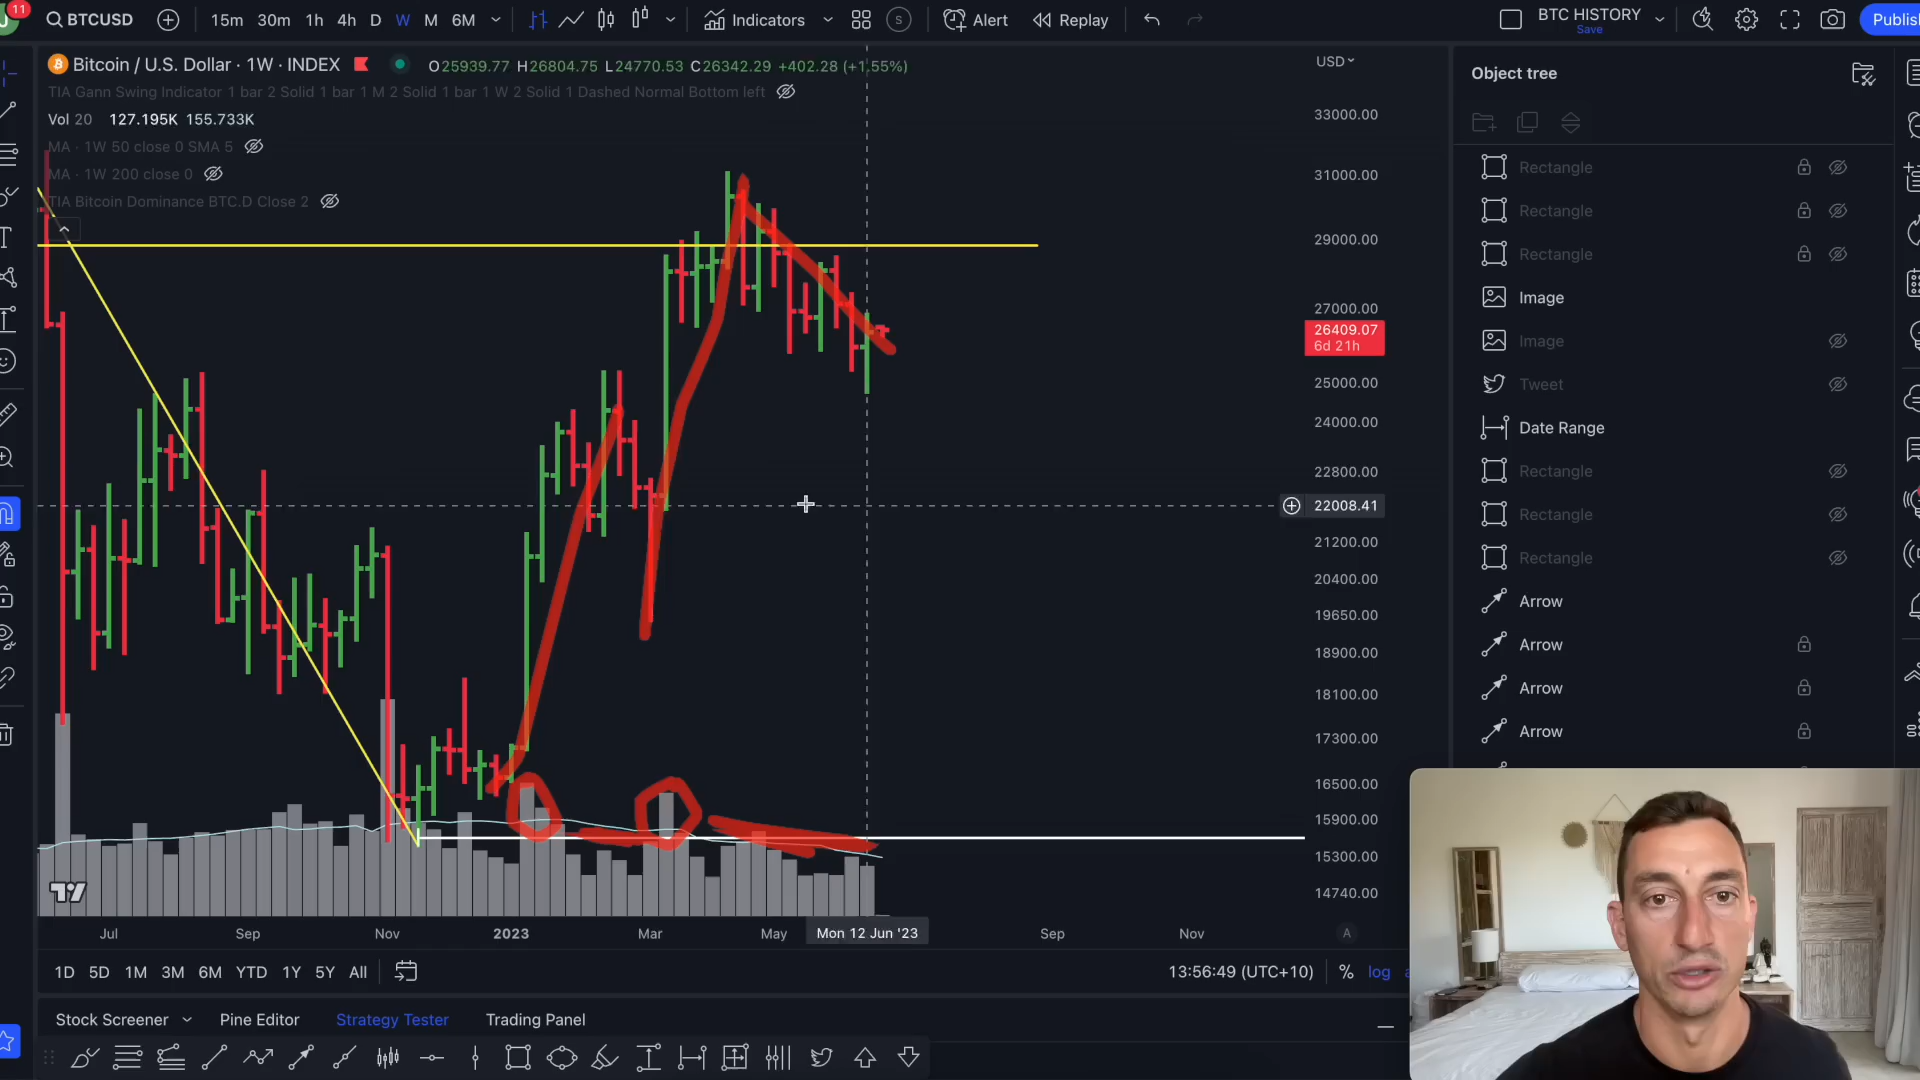 11
BTCUSD
15m 30m 1h 4h D W M 6M
Indicators
S
Alert
Replay
BTC HISTORY
Save
Publish
Bitcoin / U.S. Dollar · 1W · INDEX
O25939.77 H26804.75 L24770.53 C26342.29 +402.28 (+1.55%)
USD
TIA Gann Swing Indicator 1 bar 2 Solid 1 bar 1 M 2 Solid 1 bar 1 W 2 Solid 1 Dashed Normal Bottom left
Vol 20 127.195K 155.733K
MA · 1W 50 close 0 SMA 5
MA · 1W 200 close 0
TIA Bitcoin Dominance BTC.D Close 2
33000.00
31000.00
29000.00
27000.00
26409.07
6d 21h
25000.00
24000.00
22800.00
22008.41
21200.00
20400.00
19650.00
18900.00
18100.00
17300.00
16500.00
15900.00
15300.00
14740.00
Jul Sep Nov 2023 Mar May Mon 12 Jun '23 Sep Nov
A
1D 5D 1M 3M 6M YTD 1Y 5Y All
13:56:49 (UTC+10) % log a
Stock Screener Pine Editor Strategy Tester Trading Panel
Object tree
Rectangle
Rectangle
Rectangle
Image
Image
Tweet
Date Range
Rectangle
Rectangle
Rectangle
Arrow
Arrow
Arrow
Arrow